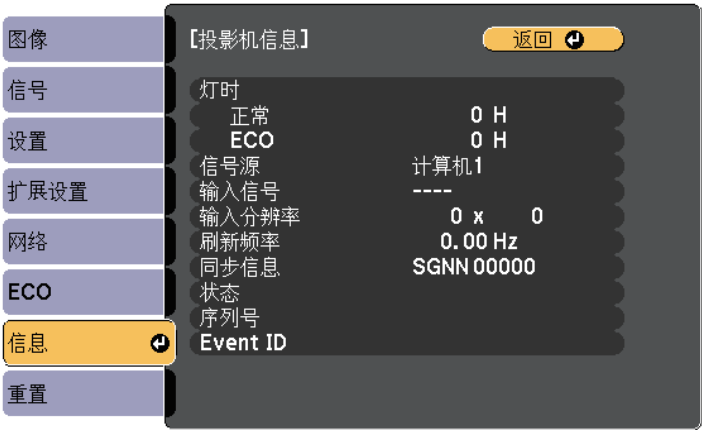 图像
信号
设置
扩展设置
网络
ECO
信息
重置
[投影机信息]
返回
灯时
正常 0 H
ECO 0 H
信号源 计算机1
输入信号 ----
输入分辨率 0 x 0
刷新频率 0.00 Hz
同步信息 SGNN 00000
状态
序列号
Event ID